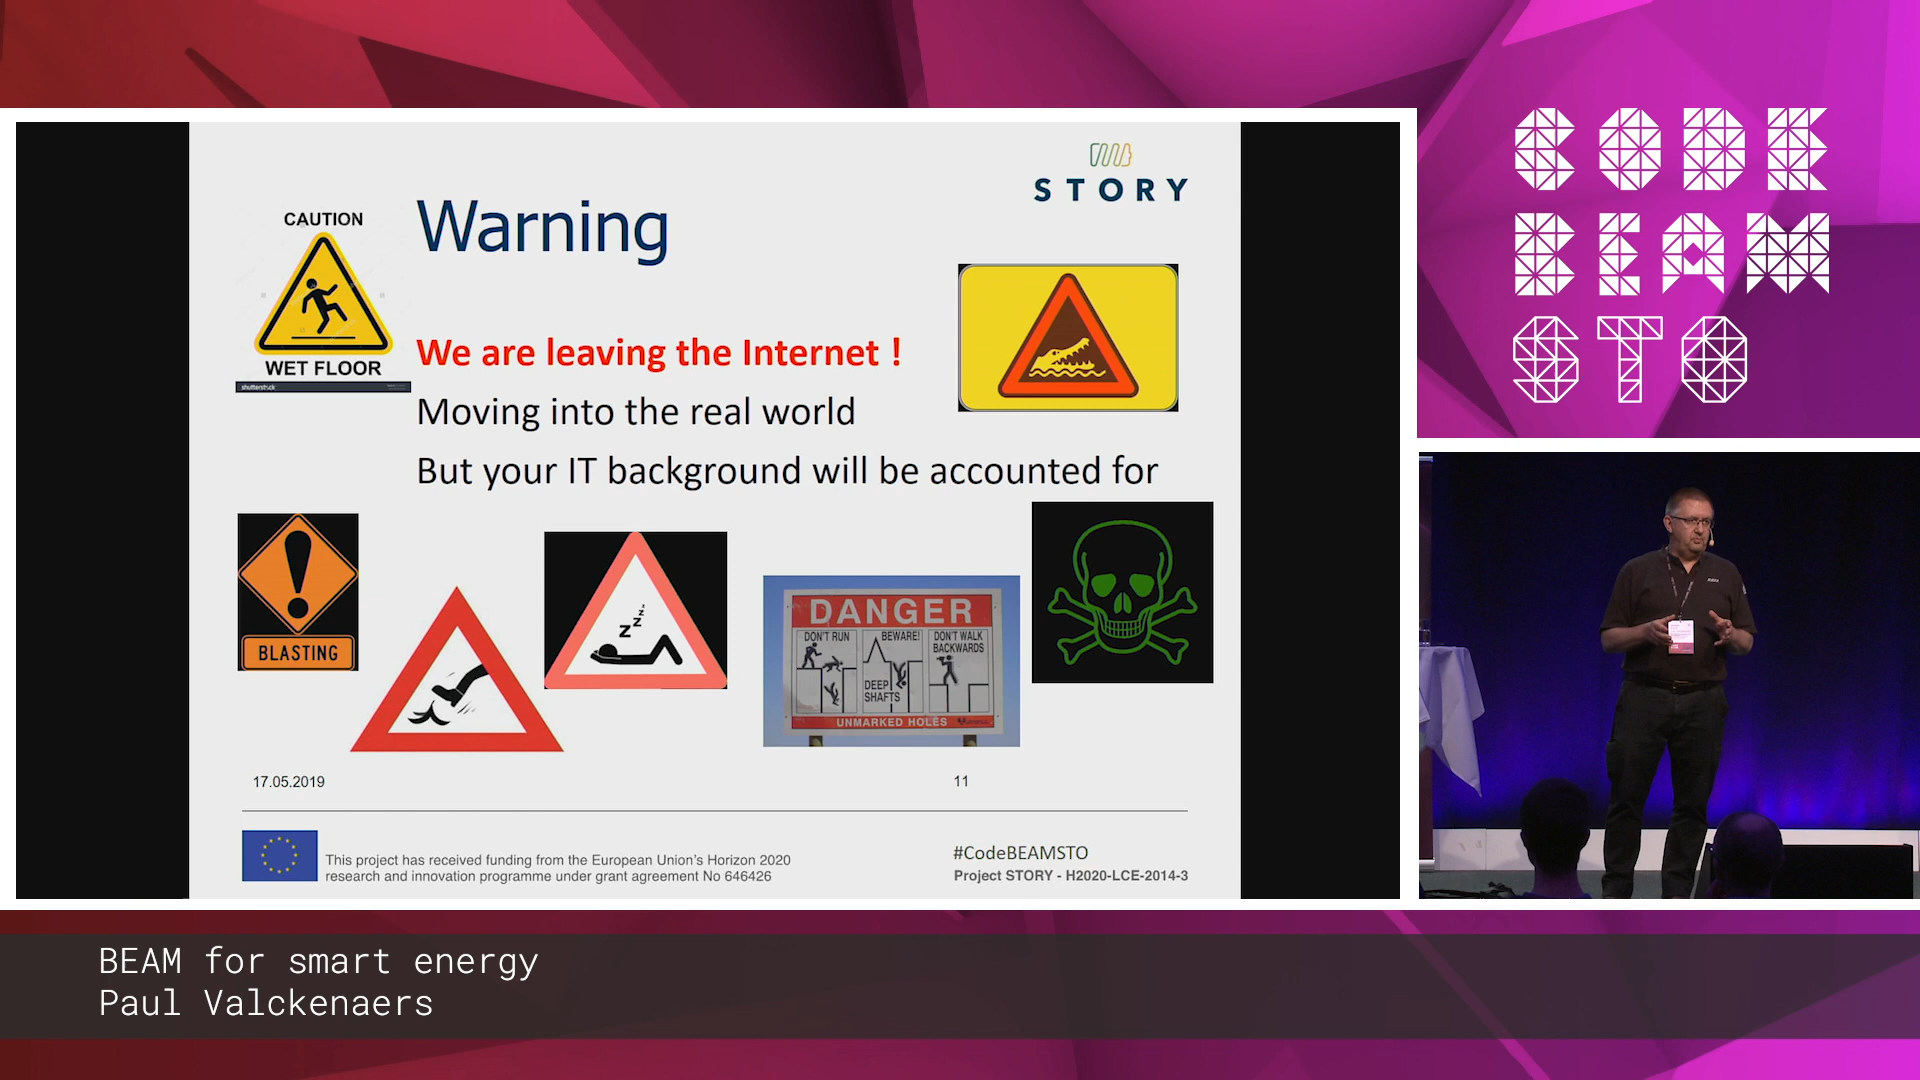 CODE
BEAM
STO
STORY
Warning
CAUTION
WET FLOOR
shutterstock
We are leaving the Internet !
Moving into the real world
But your IT background will be accounted for
BLASTING
z
z
z
DANGER
DON'T RUN
BEWARE!
DON'T WALK
BACKWARDS
DEEP
SHAFTS
UNMARKED HOLES
17.05.2019
11
This project has received funding from the European Union's Horizon 2020
research and innovation programme under grant agreement No 646426
#CodeBEAMSTO
Project STORY - H2020-LCE-2014-3
BEAM for smart energy
Paul Valckenaers